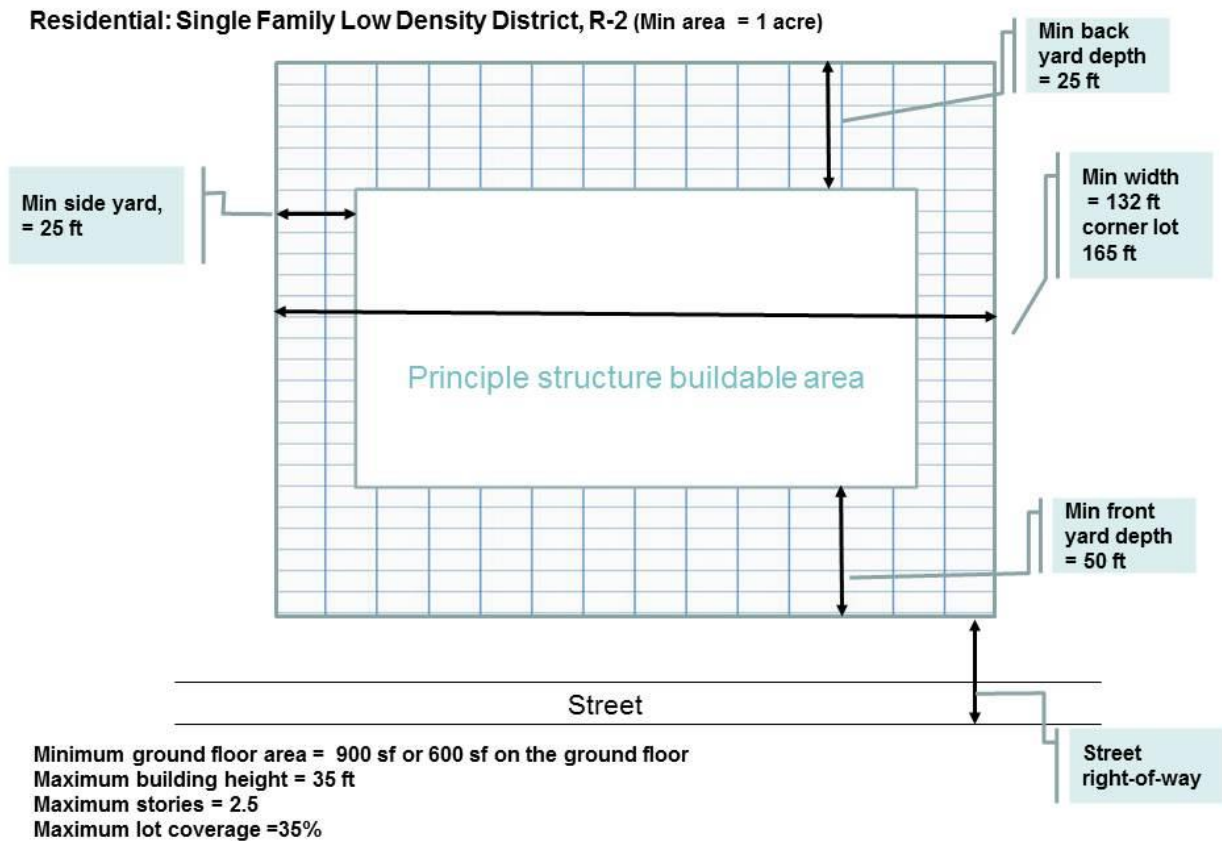 Residential: Single Family Low Density District, R-2 (Min area = 1 acre)
Min back
yard depth
= 25 ft
Min side yard,
= 25 ft
Min width
= 132 ft
corner lot
165 ft
Principle structure buildable area
Min front
yard depth
= 50 ft
Street
Street
right-of-way
Minimum ground floor area = 900 sf or 600 sf on the ground floor
Maximum building height = 35 ft
Maximum stories = 2.5
Maximum lot coverage =35%